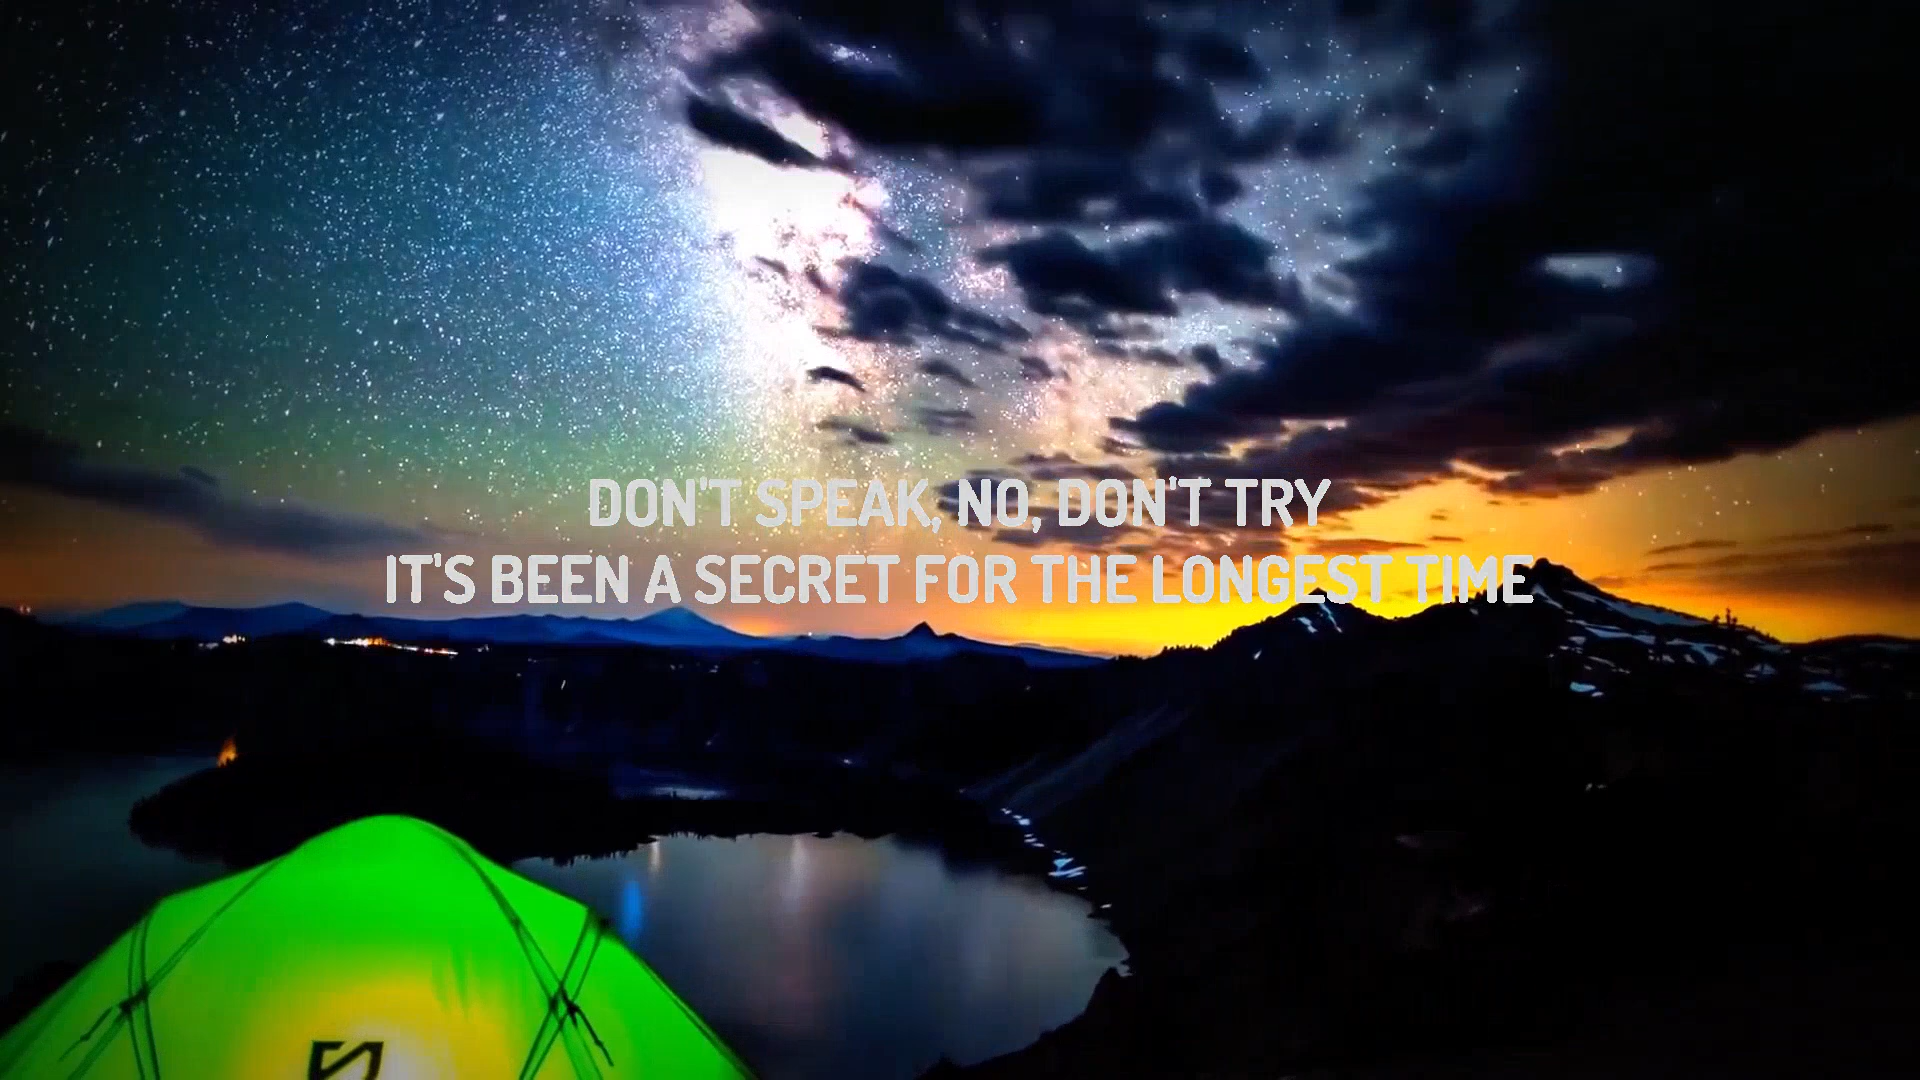 DON'T SPEAK, NO, DON'T TRY
IT'S BEEN A SECRET FOR THE LONGEST TIME